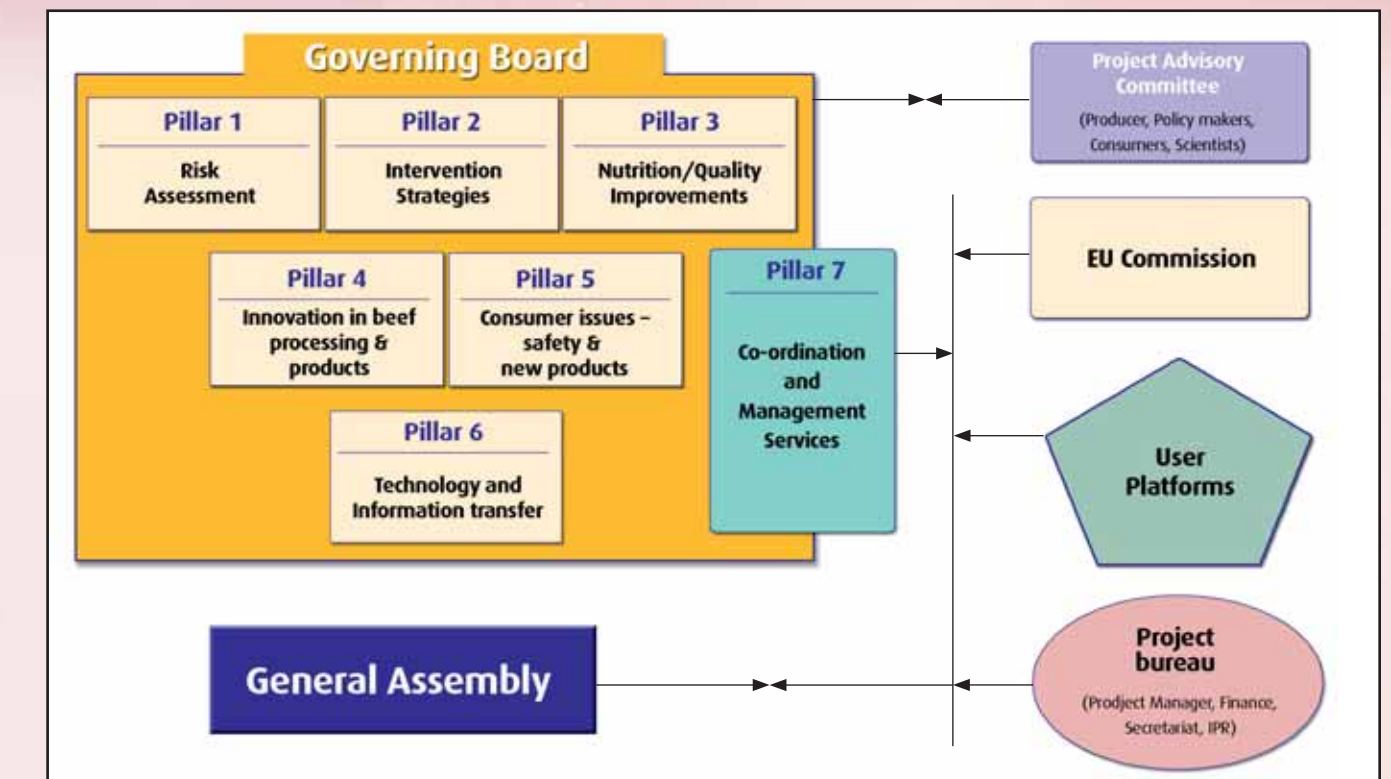 Governing Board
Pillar 1
Risk
Assessment
Pillar 2
Intervention
Strategies
Pillar 3
Nutrition/Quality
Improvements
Pillar 4
Innovation in beef
processing &
products
Pillar 5
Consumer issues –
safety &
new products
Pillar 6
Technology and
Information transfer
Pillar 7
Co-ordination
and
Management
Services
General Assembly
Project Advisory
Committee
(Producer, Policy makers,
Consumers, Scientists)
EU Commission
User
Platforms
Project
bureau
(Prodject Manager, Finance,
Secretariat, IPR)